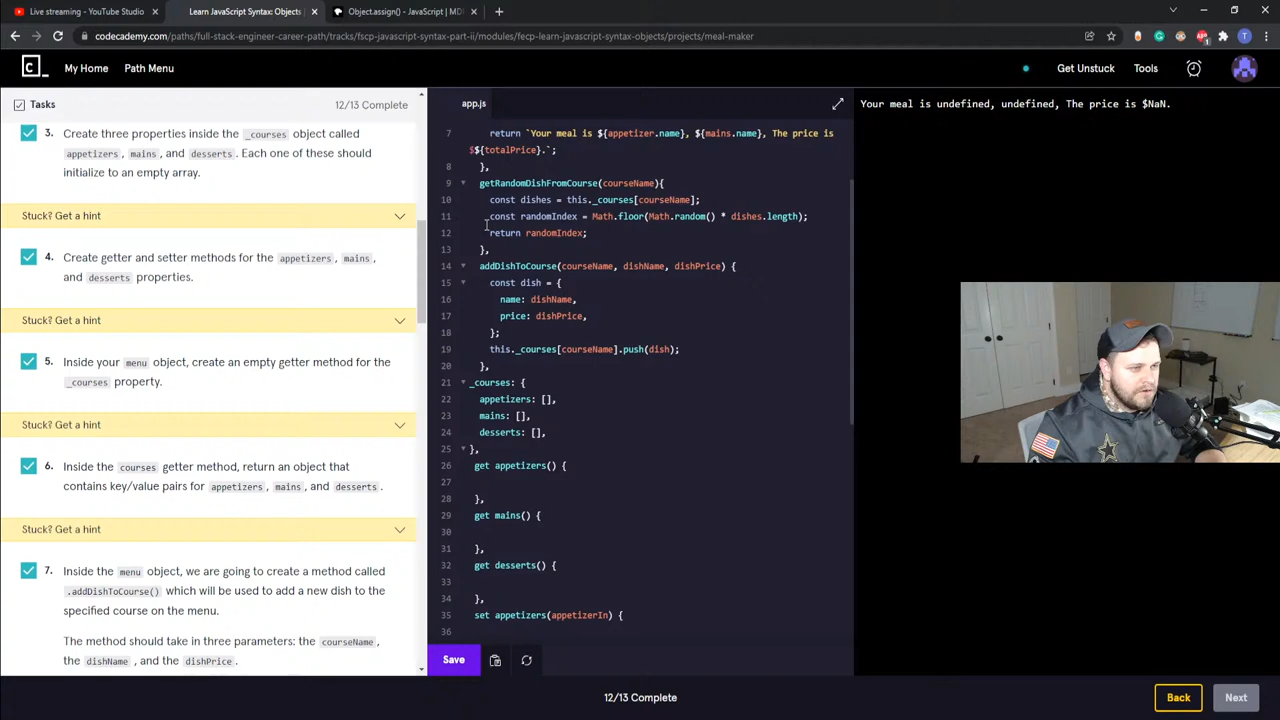 Live streaming - YouTube Studio
Learn JavaScript Syntax: Objects
Object.assign() - JavaScript | MD
codecademy.com/paths/full-stack-engineer-career-path/tracks/fscp-javascript-syntax-part-ii/modules/fecp-learn-javascript-syntax-objects/projects/meal-maker
My Home
Path Menu
Get Unstuck
Tools
Tasks
12/13 Complete
3. Create three properties inside the _courses object called
appetizers, mains, and desserts. Each one of these should
initialize to an empty array.
Stuck? Get a hint
4. Create getter and setter methods for the appetizers, mains,
and desserts properties.
Stuck? Get a hint
5. Inside your menu object, create an empty getter method for the
_courses property.
Stuck? Get a hint
6. Inside the courses getter method, return an object that
contains key/value pairs for appetizers, mains, and desserts.
Stuck? Get a hint
7. Inside the menu object, we are going to create a method called
.addDishToCourse() which will be used to add a new dish to the
specified course on the menu.
The method should take in three parameters: the courseName,
the dishName, and the dishPrice.
app.js
7 return `Your meal is ${appetizer.name}, ${mains.name}, The price is
$${totalPrice}.`;
8 },
9 getRandomDishFromCourse(courseName){
10 const dishes = this._courses[courseName];
11 const randomIndex = Math.floor(Math.random() * dishes.length);
12 return randomIndex;
13 },
14 addDishToCourse(courseName, dishName, dishPrice) {
15 const dish = {
16 name: dishName,
17 price: dishPrice,
18 };
19 this._courses[courseName].push(dish);
20 },
21 _courses: {
22 appetizers: [],
23 mains: [],
24 desserts: [],
25 },
26 get appetizers() {
27
28 },
29 get mains() {
30
31 },
32 get desserts() {
33
34 },
35 set appetizers(appetizerIn) {
36
Save
Your meal is undefined, undefined, The price is $NaN.
12/13 Complete
Back
Next